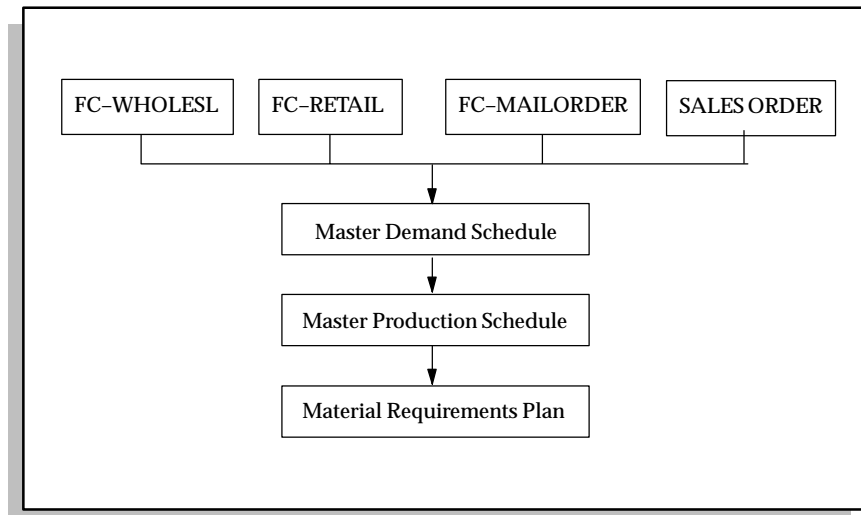 FC–WHOLESL
FC–RETAIL
FC–MAILORDER
SALES ORDER
Master Demand Schedule
Master Production Schedule
Material Requirements Plan